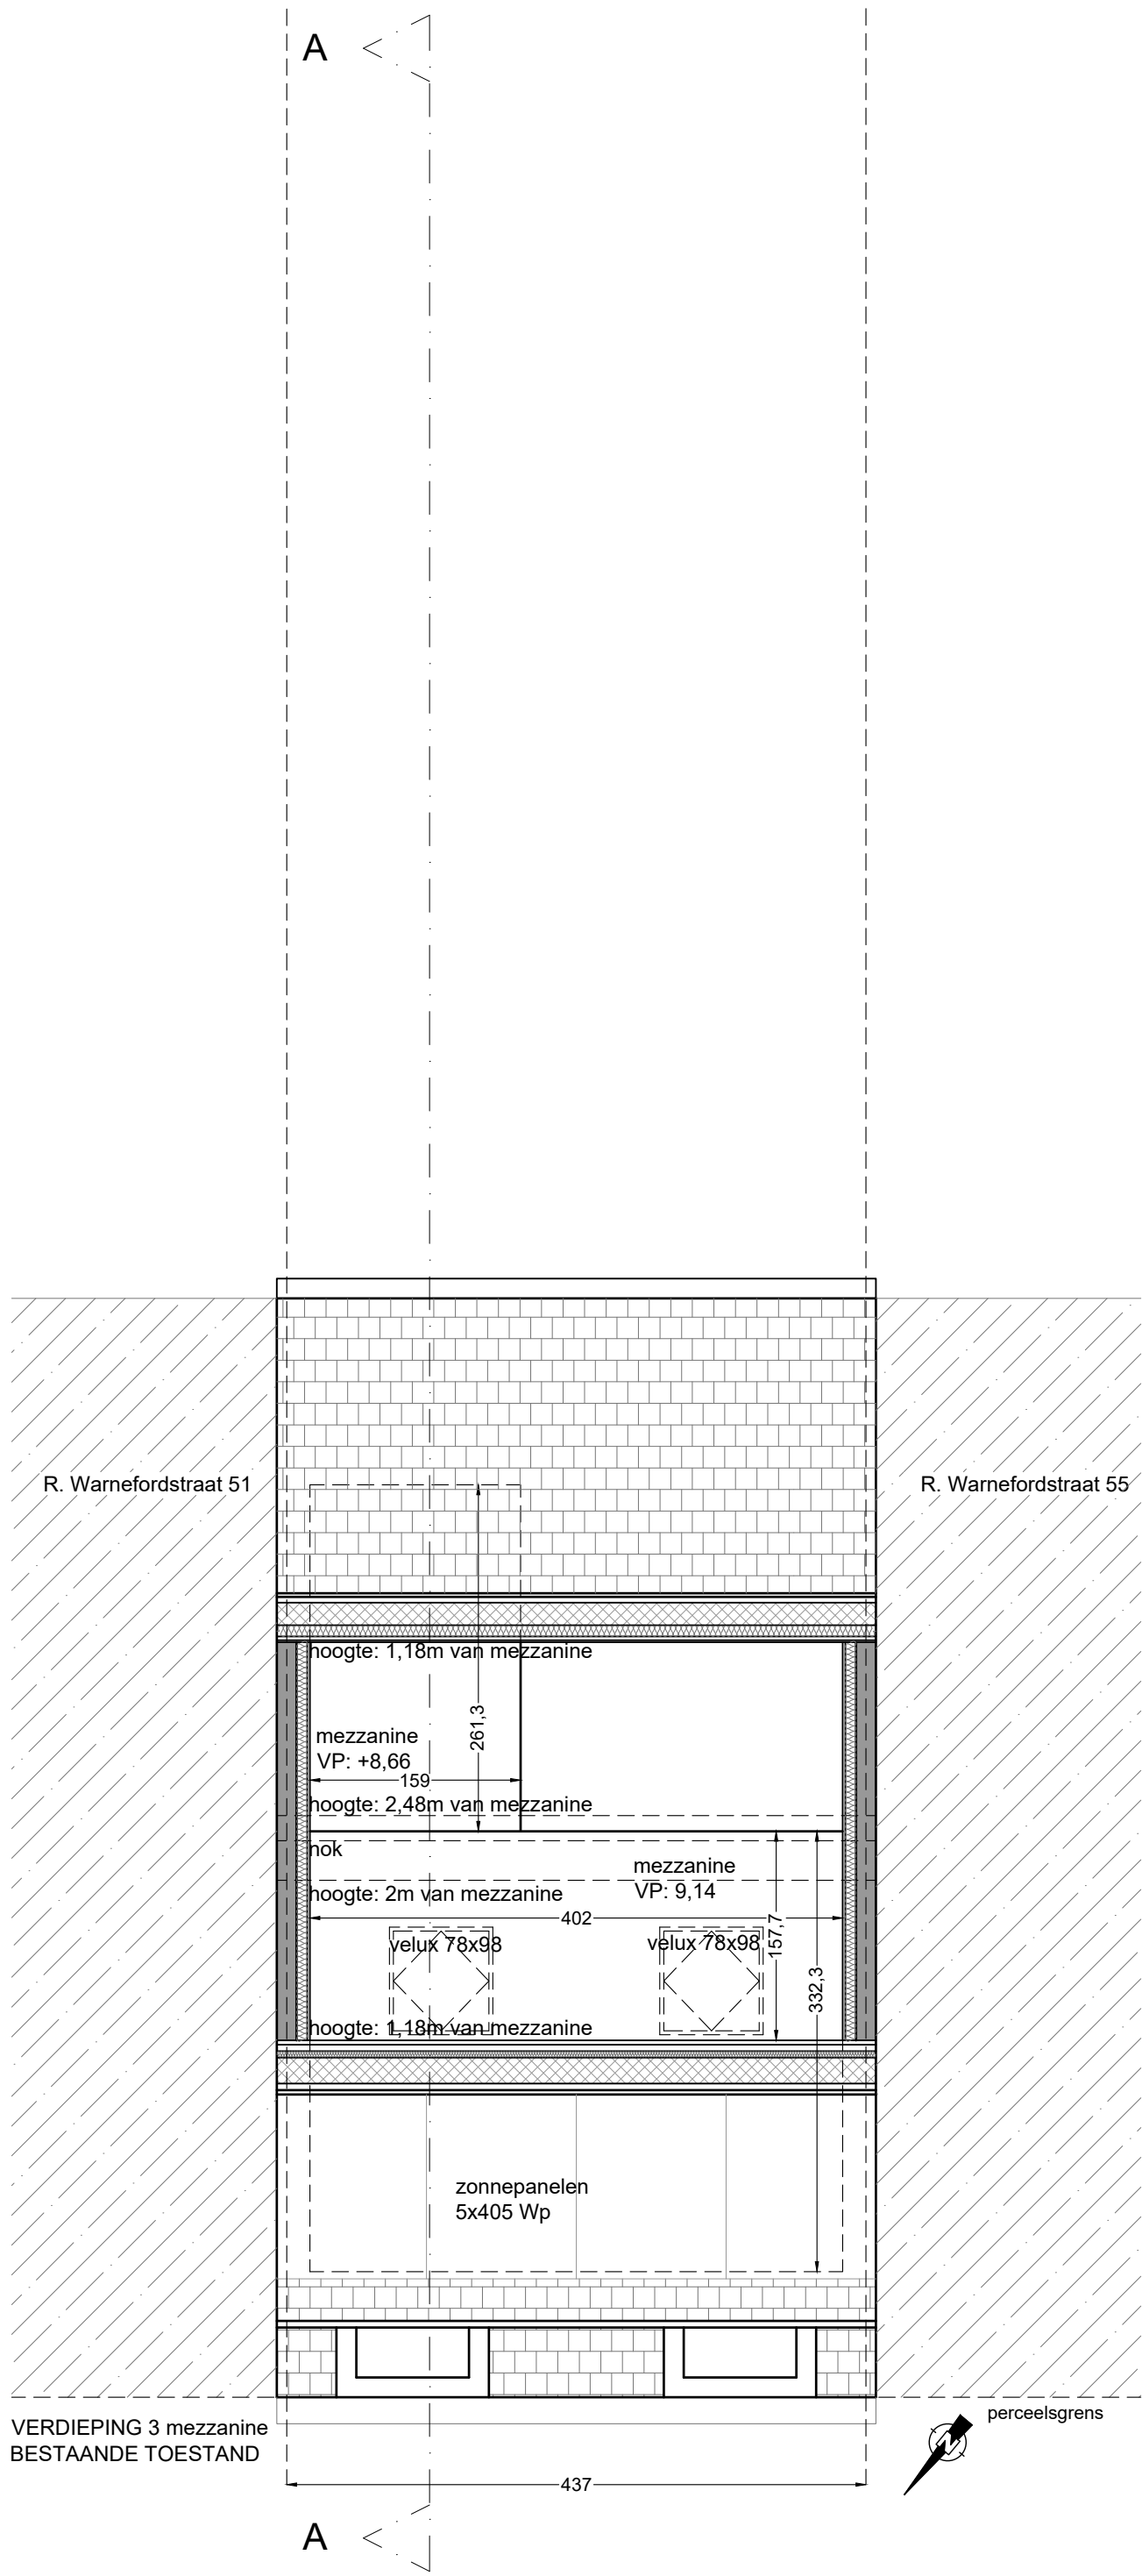 A
R. Warnefordstraat 51
R. Warnefordstraat 55
hoogte: 1,18m van mezzanine
261,3
mezzanine
VP: +8,66
159
hoogte: 2,48m van mezzanine
nok
mezzanine
VP: 9,14
hoogte: 2m van mezzanine
402
157,7
velux 78x98
velux 78x98
332,3
hoogte: 1,18m van mezzanine
zonnepanelen
5x405 Wp
perceelsgrens
N
VERDIEPING 3 mezzanine
BESTAANDE TOESTAND
437
A